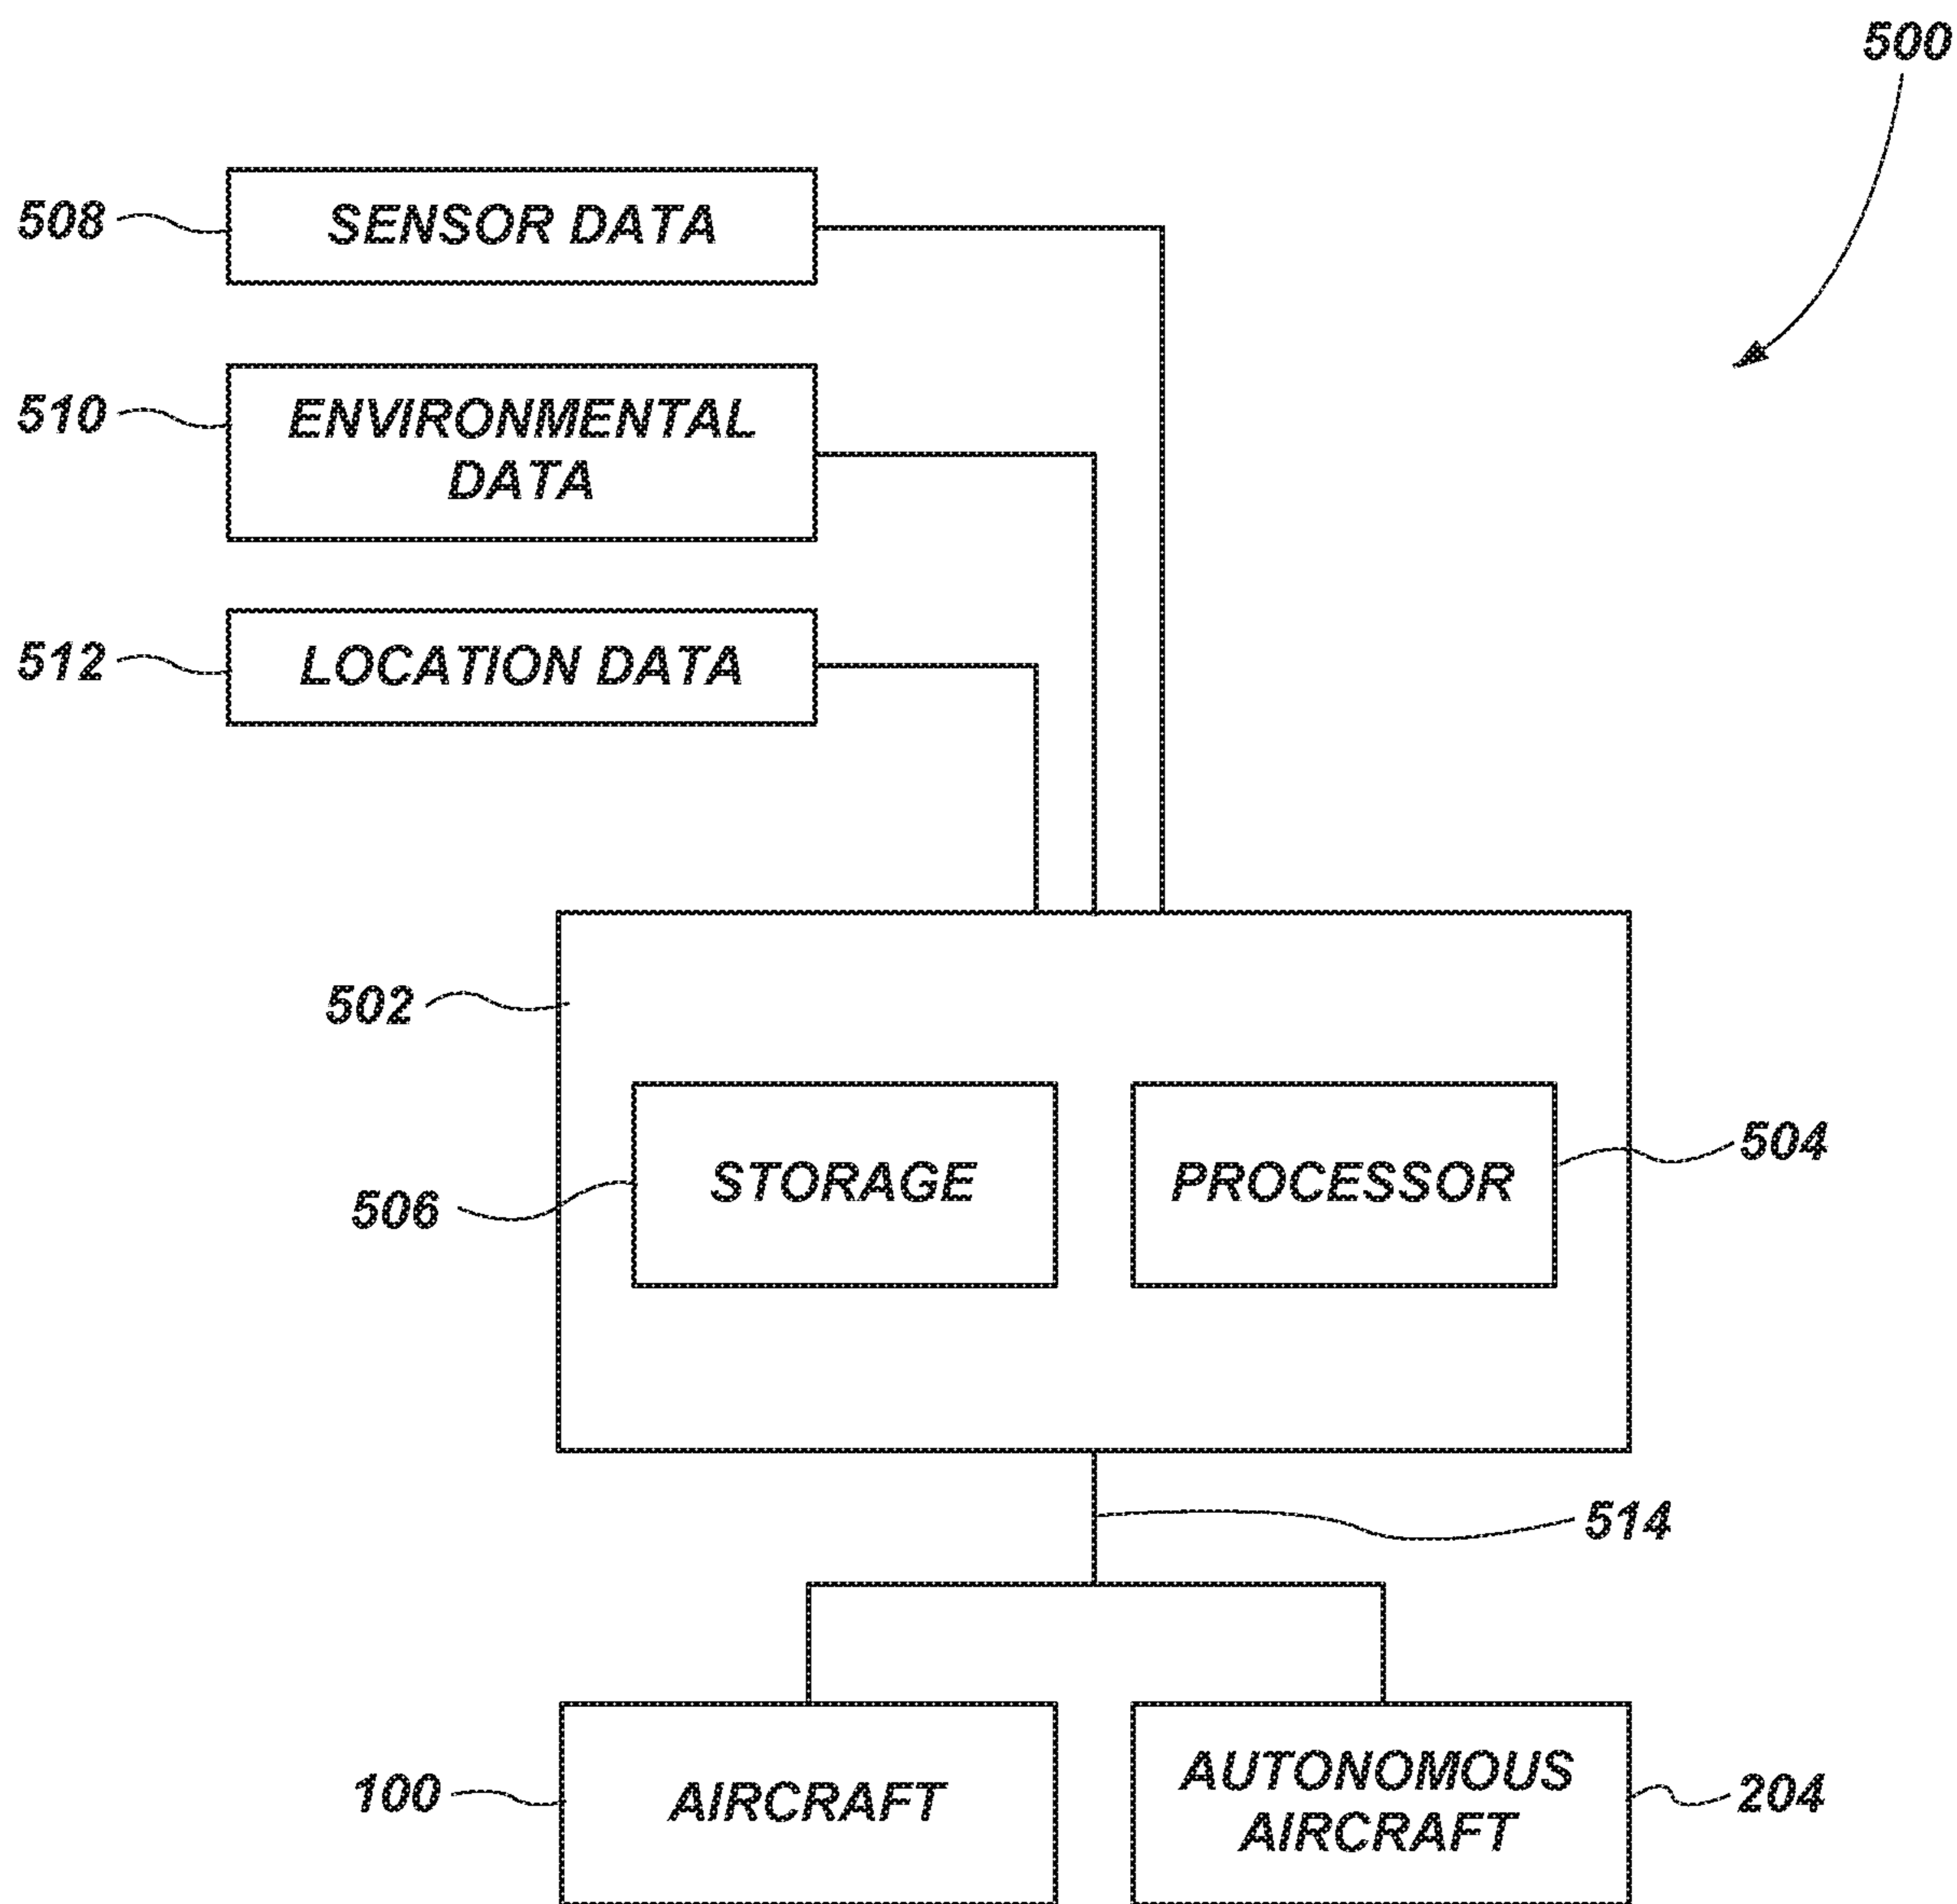 500
508
SENSOR DATA
510
ENVIRONMENTAL
DATA
512
LOCATION DATA
502
504
506
STORAGE
PROCESSOR
514
100
AIRCRAFT
AUTONOMOUS
AIRCRAFT
204